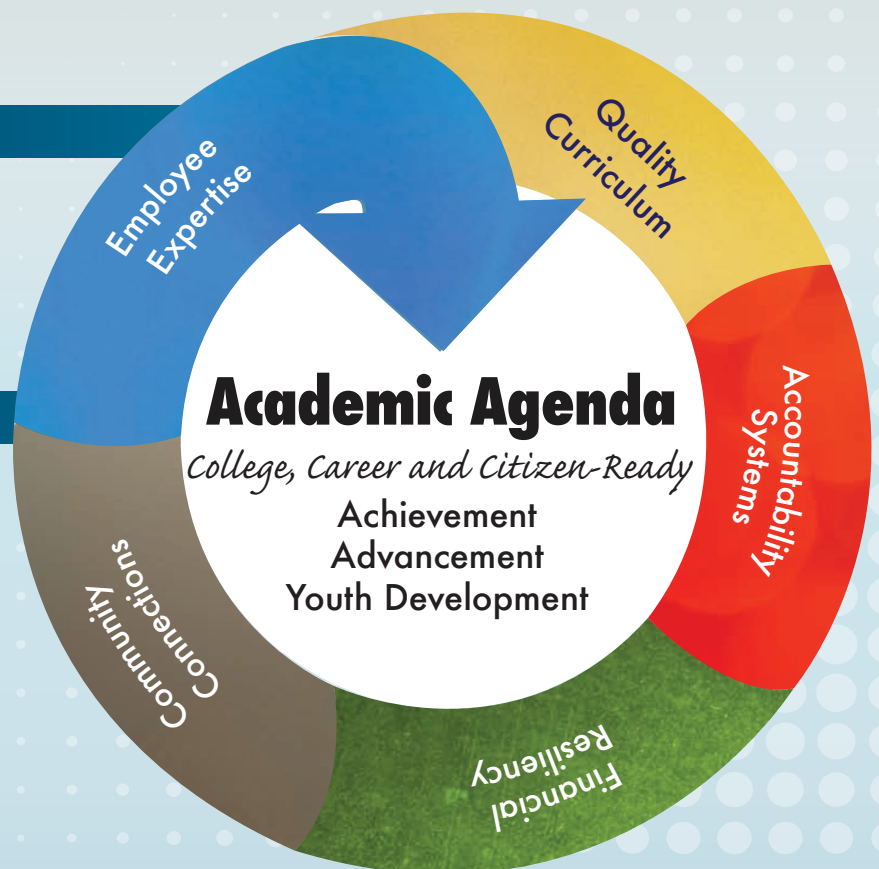 Employee
Expertise
Quality
Curriculum
Accountability
Systems
Financial
Resiliency
Community
Connections
Academic Agenda
College, Career and Citizen-Ready
Achievement
Advancement
Youth Development